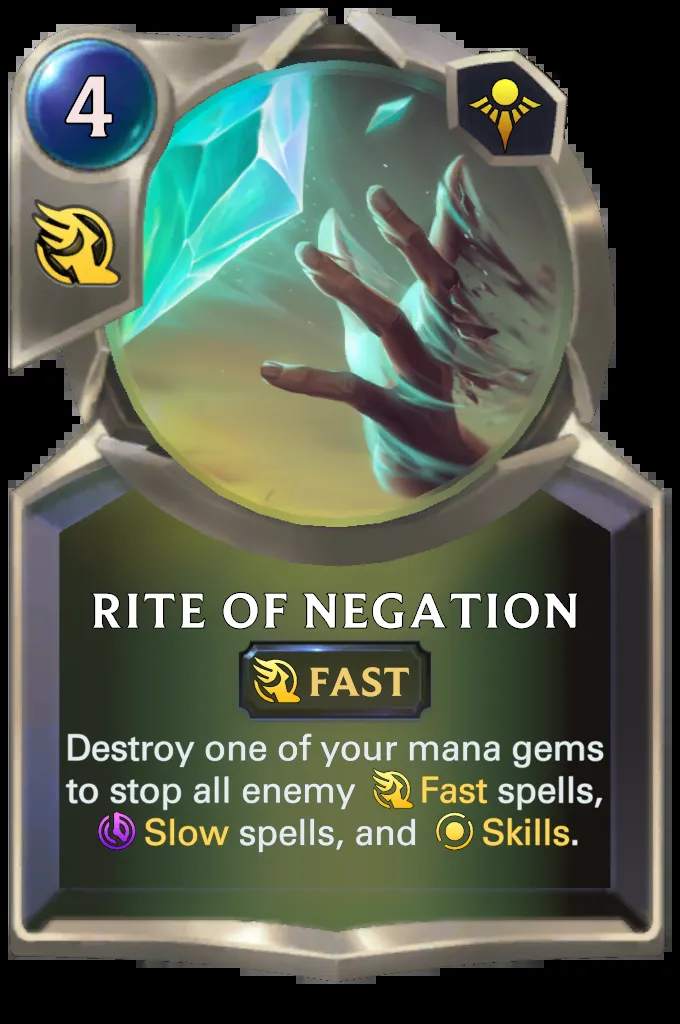 4
RITE OF NEGATION
FAST
Destroy one of your mana gems
to stop all enemy Fast spells,
Slow spells, and Skills.